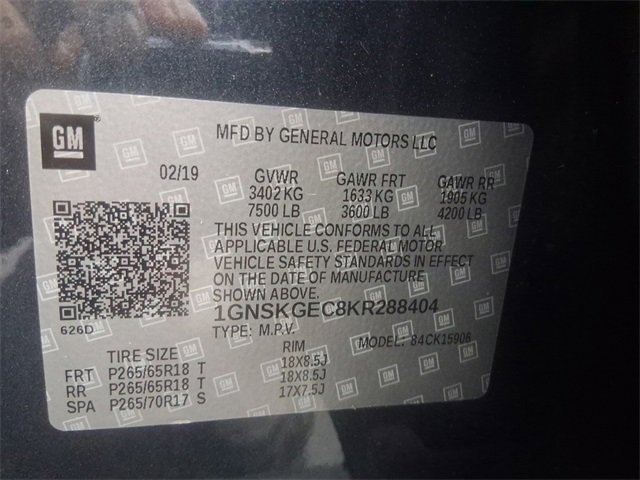 GM
MFD BY GENERAL MOTORS LLC
02/19 GVWR GAWR FRT GAWR RR
3402 KG 1633 KG 1905 KG
7500 LB 3600 LB 4200 LB
THIS VEHICLE CONFORMS TO ALL
APPLICABLE U.S. FEDERAL MOTOR
VEHICLE SAFETY STANDARDS IN EFFECT
ON THE DATE OF MANUFACTURE
SHOWN ABOVE.
1GNSKGEC8KR288404
626D TYPE: M.P.V. MODEL: 84CK15906
TIRE SIZE RIM
FRT P265/65R18 T 18X8.5J
RR P265/65R18 T 18X8.5J
SPA P265/70R17 S 17X7.5J